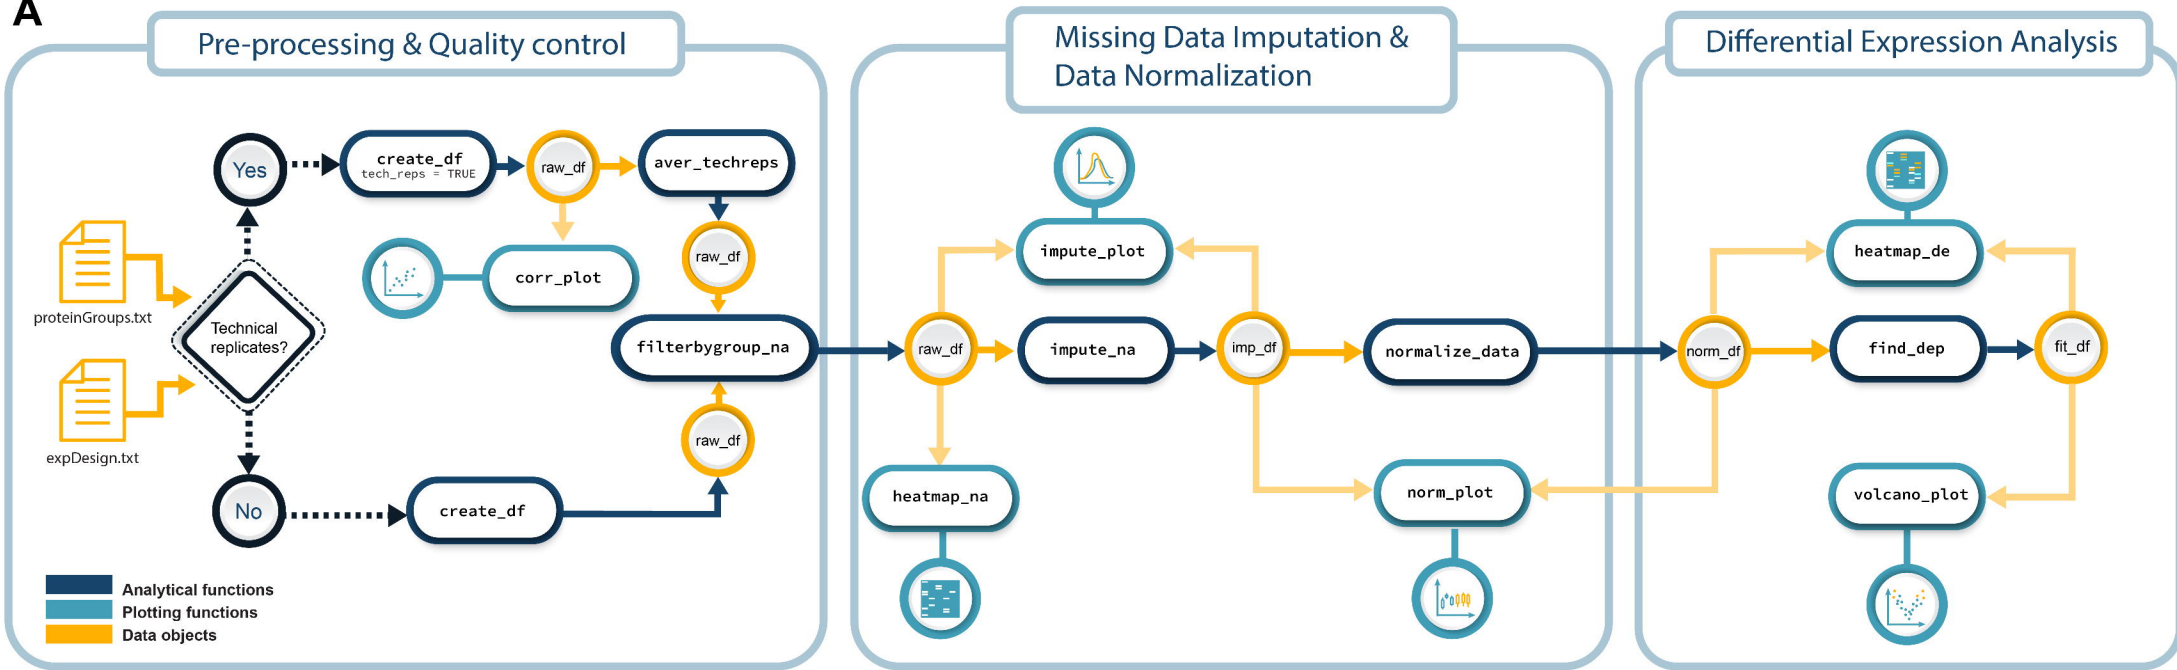 A
Pre-processing & Quality control
Yes
create_df
tech_reps = TRUE
raw_df
aver_techreps
raw_df
corr_plot
proteinGroups.txt
Technical
replicates?
filterbygroup_na
expDesign.txt
raw_df
No
create_df
Analytical functions
Plotting functions
Data objects
Missing Data Imputation &
Data Normalization
impute_plot
raw_df
impute_na
imp_df
normalize_data
heatmap_na
norm_plot
Differential Expression Analysis
heatmap_de
norm_df
find_dep
fit_df
volcano_plot